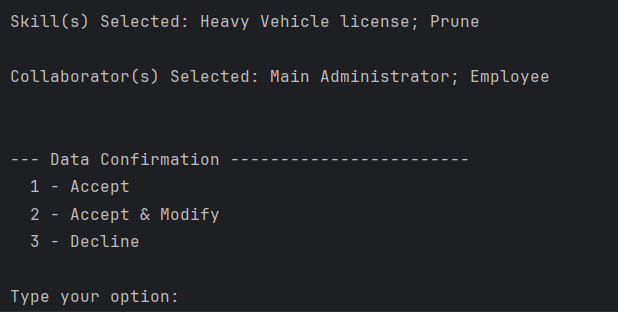 Skill(s) Selected: Heavy Vehicle license; Prune
Collaborator(s) Selected: Main Administrator; Employee
--- Data Confirmation ------------------------
1 - Accept
2 - Accept & Modify
3 - Decline
Type your option: